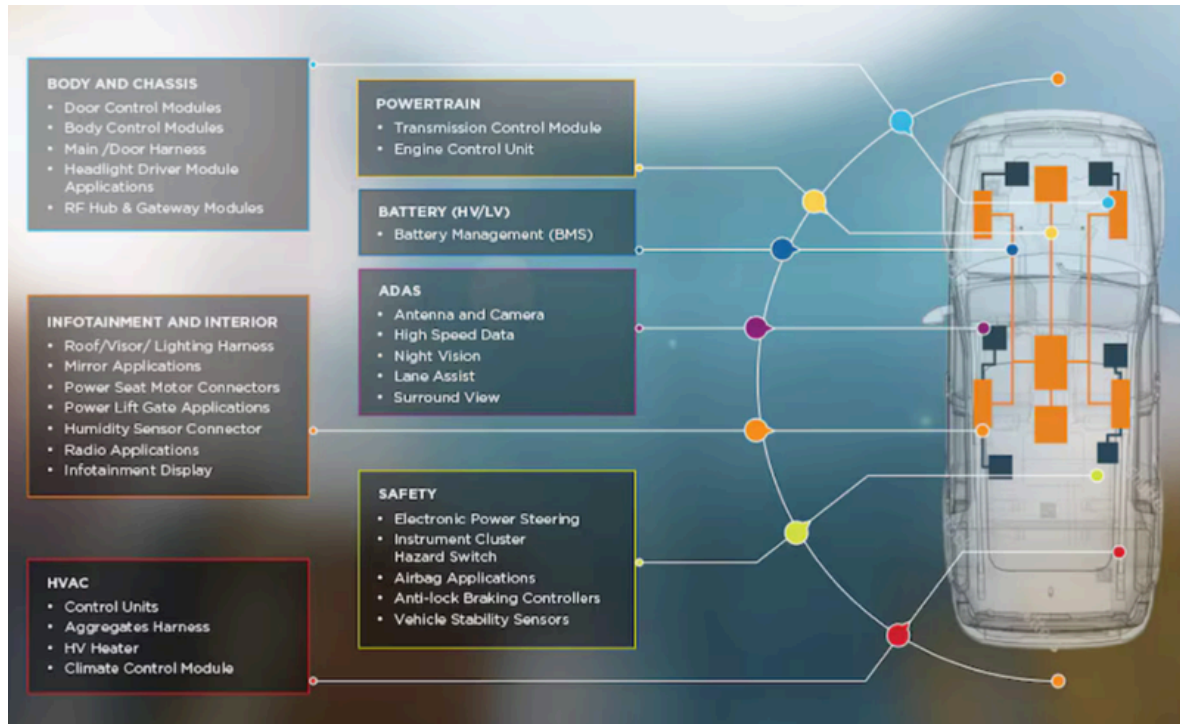 BODY AND CHASSIS
• Door Control Modules
• Body Control Modules
• Main /Door Harness
• Headlight Driver Module
Applications
• RF Hub & Gateway Modules
INFOTAINMENT AND INTERIOR
• Roof/Visor/ Lighting Harness
• Mirror Applications
• Power Seat Motor Connectors
• Power Lift Gate Applications
• Humidity Sensor Connector
• Radio Applications
• Infotainment Display
HVAC
• Control Units
• Aggregates Harness
• HV Heater
• Climate Control Module
POWERTRAIN
• Transmission Control Module
• Engine Control Unit
BATTERY (HV/LV)
• Battery Management (BMS)
ADAS
• Antenna and Camera
• High Speed Data
• Night Vision
• Lane Assist
• Surround View
SAFETY
• Electronic Power Steering
• Instrument Cluster
Hazard Switch
• Airbag Applications
• Anti-lock Braking Controllers
• Vehicle Stability Sensors